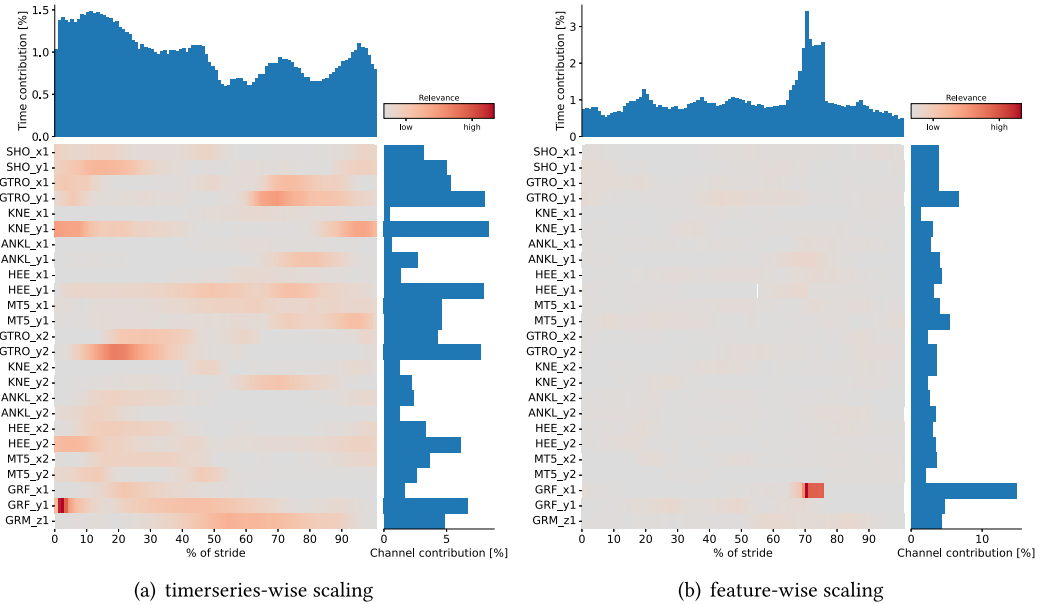 Time contribution [%]
1.5
1.0
0.5
0.0
Relevance
low high
SHO_x1
SHO_y1
GTRO_x1
GTRO_y1
KNE_x1
KNE_y1
ANKL_x1
ANKL_y1
HEE_x1
HEE_y1
MT5_x1
MT5_y1
GTRO_x2
GTRO_y2
KNE_x2
KNE_y2
ANKL_x2
ANKL_y2
HEE_x2
HEE_y2
MT5_x2
MT5_y2
GRF_x1
GRF_y1
GRM_z1
0 10 20 30 40 50 60 70 80 90
% of stride
5
Channel contribution [%]
(a) timerseries-wise scaling
Time contribution [%]
3
2
1
0
Relevance
low high
SHO_x1
SHO_y1
GTRO_x1
GTRO_y1
KNE_x1
KNE_y1
ANKL_x1
ANKL_y1
HEE_x1
HEE_y1
MT5_x1
MT5_y1
GTRO_x2
GTRO_y2
KNE_x2
KNE_y2
ANKL_x2
ANKL_y2
HEE_x2
HEE_y2
MT5_x2
MT5_y2
GRF_x1
GRF_y1
GRM_z1
0 10 20 30 40 50 60 70 80 90
% of stride
0 10
Channel contribution [%]
(b) feature-wise scaling